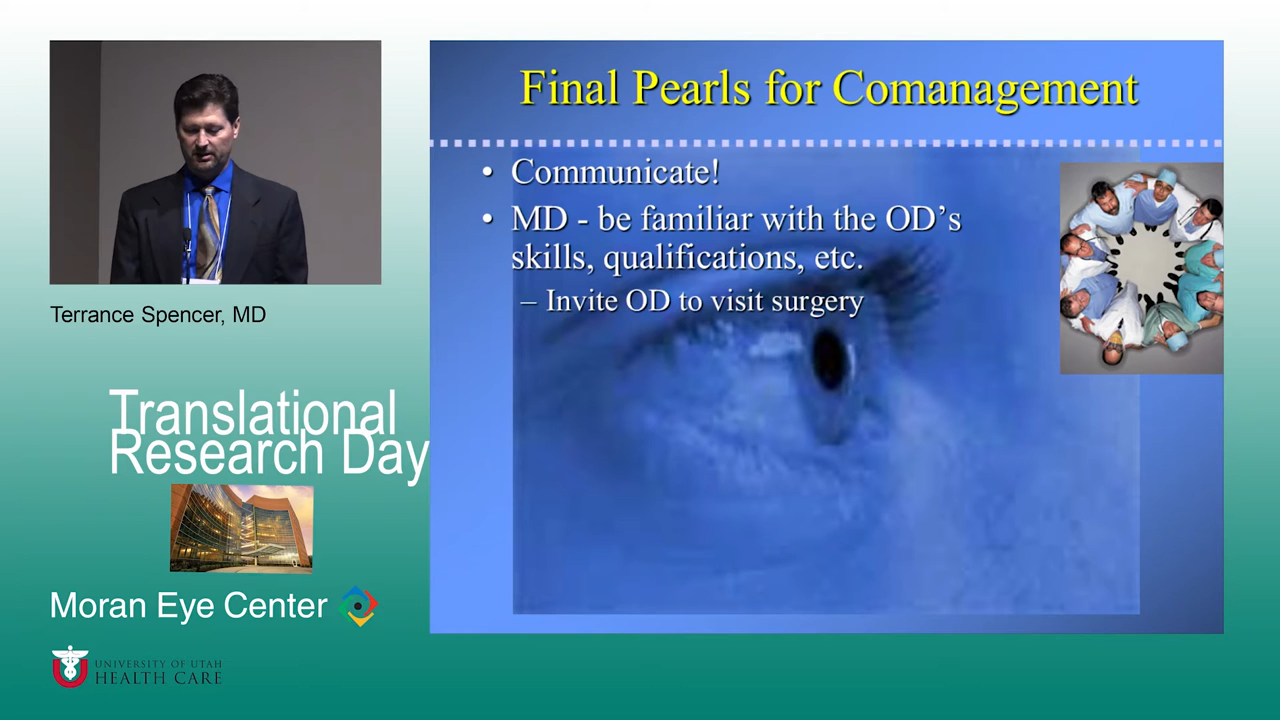 Terrance Spencer, MD
Translational
Research Day
Moran Eye Center
UNIVERSITY OF UTAH
HEALTH CARE
Final Pearls for Comanagement
• Communicate!
• MD - be familiar with the OD’s
skills, qualifications, etc.
– Invite OD to visit surgery